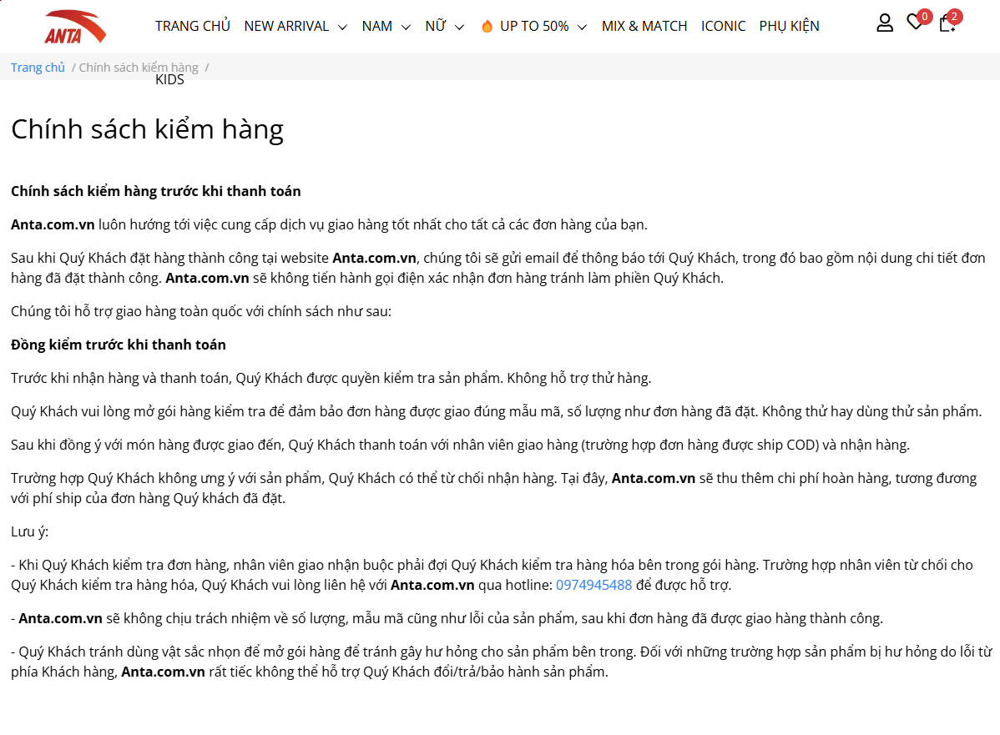 ANTA
TRANG CHỦ NEW ARRIVAL NAM NỮ UP TO 50% MIX & MATCH ICONIC PHỤ KIỆN
0 2
Trang chủ / Chính sách kiểm hàng /
KIDS
Chính sách kiểm hàng
Chính sách kiểm hàng trước khi thanh toán
Anta.com.vn luôn hướng tới việc cung cấp dịch vụ giao hàng tốt nhất cho tất cả các đơn hàng của bạn.
Sau khi Quý Khách đặt hàng thành công tại website Anta.com.vn, chúng tôi sẽ gửi email để thông báo tới Quý Khách, trong đó bao gồm nội dung chi tiết đơn
hàng đã đặt thành công. Anta.com.vn sẽ không tiến hành gọi điện xác nhận đơn hàng tránh làm phiền Quý Khách.
Chúng tôi hỗ trợ giao hàng toàn quốc với chính sách như sau:
Đồng kiểm trước khi thanh toán
Trước khi nhận hàng và thanh toán, Quý Khách được quyền kiểm tra sản phẩm. Không hỗ trợ thử hàng.
Quý Khách vui lòng mở gói hàng kiểm tra để đảm bảo đơn hàng được giao đúng mẫu mã, số lượng như đơn hàng đã đặt. Không thử hay dùng thử sản phẩm.
Sau khi đồng ý với món hàng được giao đến, Quý Khách thanh toán với nhân viên giao hàng (trường hợp đơn hàng được ship COD) và nhận hàng.
Trường hợp Quý Khách không ưng ý với sản phẩm, Quý Khách có thể từ chối nhận hàng. Tại đây, Anta.com.vn sẽ thu thêm chi phí hoàn hàng, tương đương
với phí ship của đơn hàng Quý khách đã đặt.
Lưu ý:
- Khi Quý Khách kiểm tra đơn hàng, nhân viên giao nhận buộc phải đợi Quý Khách kiểm tra hàng hóa bên trong gói hàng. Trường hợp nhân viên từ chối cho
Quý Khách kiểm tra hàng hóa, Quý Khách vui lòng liên hệ với Anta.com.vn qua hotline: 0974945488 để được hỗ trợ.
- Anta.com.vn sẽ không chịu trách nhiệm về số lượng, mẫu mã cũng như lỗi của sản phẩm, sau khi đơn hàng đã được giao hàng thành công.
- Quý Khách tránh dùng vật sắc nhọn để mở gói hàng để tránh gây hư hỏng cho sản phẩm bên trong. Đối với những trường hợp sản phẩm bị hư hỏng do lỗi từ
phía Khách hàng, Anta.com.vn rất tiếc không thể hỗ trợ Quý Khách đổi/trả/bảo hành sản phẩm.